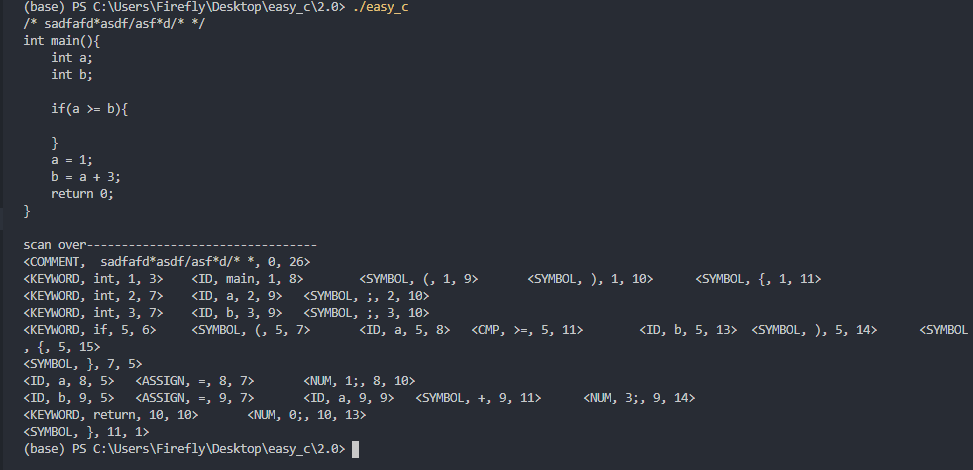 (base) PS C:\Users\Firefly\Desktop\easy_c\2.0> ./easy_c
/* sadfafd*asdf/asf*d/* */
int main(){
    int a;
    int b;

    if(a >= b){

    }
    a = 1;
    b = a + 3;
    return 0;
}

scan over---------------------------------
<COMMENT,  sadfafd*asdf/asf*d/* *, 0, 26>
<KEYWORD, int, 1, 3>    <ID, main, 1, 8>        <SYMBOL, (, 1, 9>       <SYMBOL, ), 1, 10>      <SYMBOL, {, 1, 11>
<KEYWORD, int, 2, 7>    <ID, a, 2, 9>   <SYMBOL, ;, 2, 10>
<KEYWORD, int, 3, 7>    <ID, b, 3, 9>   <SYMBOL, ;, 3, 10>
<KEYWORD, if, 5, 6>     <SYMBOL, (, 5, 7>       <ID, a, 5, 8>   <CMP, >=, 5, 11>        <ID, b, 5, 13>  <SYMBOL, ), 5, 14>      <SYMBOL
, {, 5, 15>
<SYMBOL, }, 7, 5>
<ID, a, 8, 5>   <ASSIGN, =, 8, 7>       <NUM, 1;, 8, 10>
<ID, b, 9, 5>   <ASSIGN, =, 9, 7>       <ID, a, 9, 9>   <SYMBOL, +, 9, 11>      <NUM, 3;, 9, 14>
<KEYWORD, return, 10, 10>       <NUM, 0;, 10, 13>
<SYMBOL, }, 11, 1>
(base) PS C:\Users\Firefly\Desktop\easy_c\2.0>